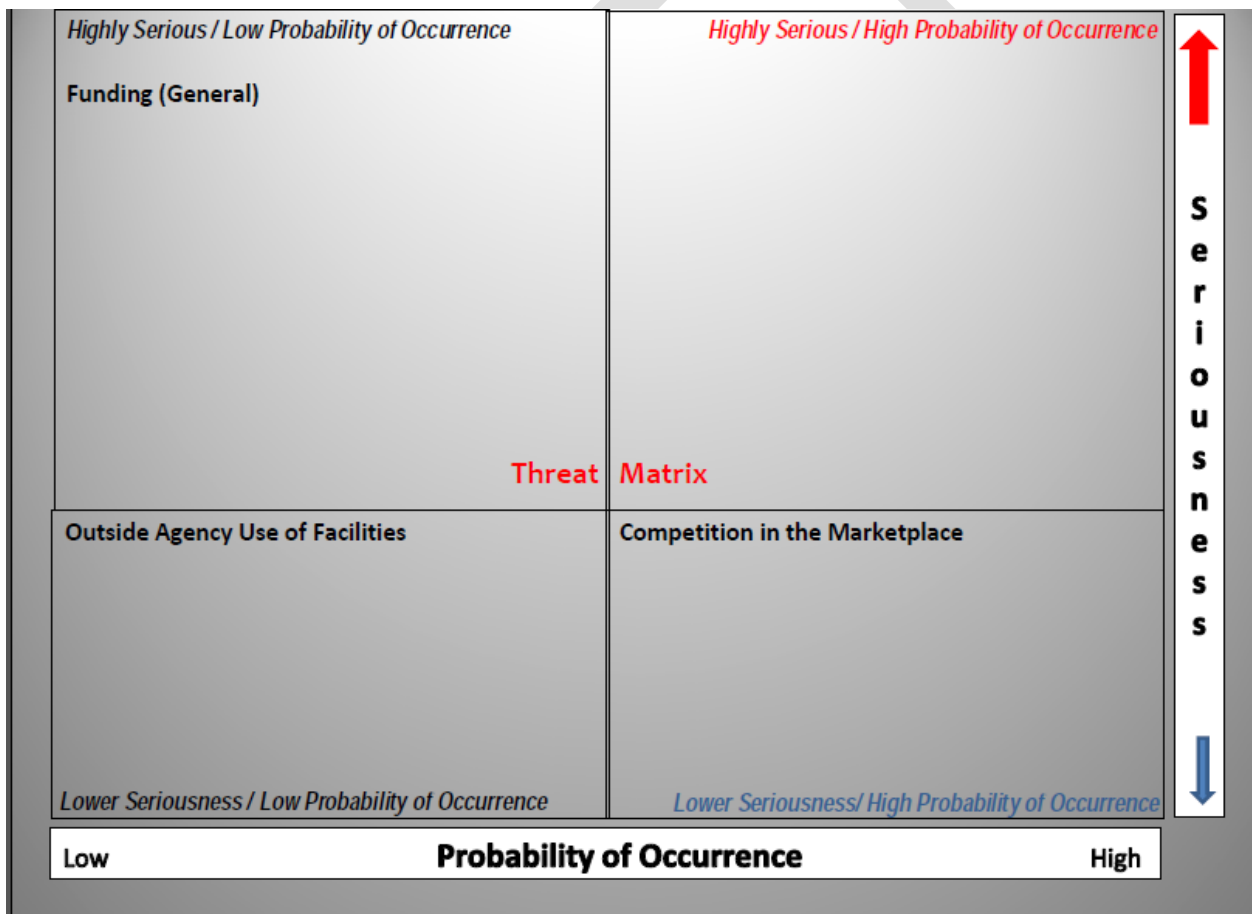 Highly Serious / Low Probability of Occurrence
Highly Serious / High Probability of Occurrence
Funding (General)
Threat Matrix
Outside Agency Use of Facilities
Competition in the Marketplace
Lower Seriousness / Low Probability of Occurrence
Lower Seriousness/ High Probability of Occurrence
Seriousness
Low Probability of Occurrence High